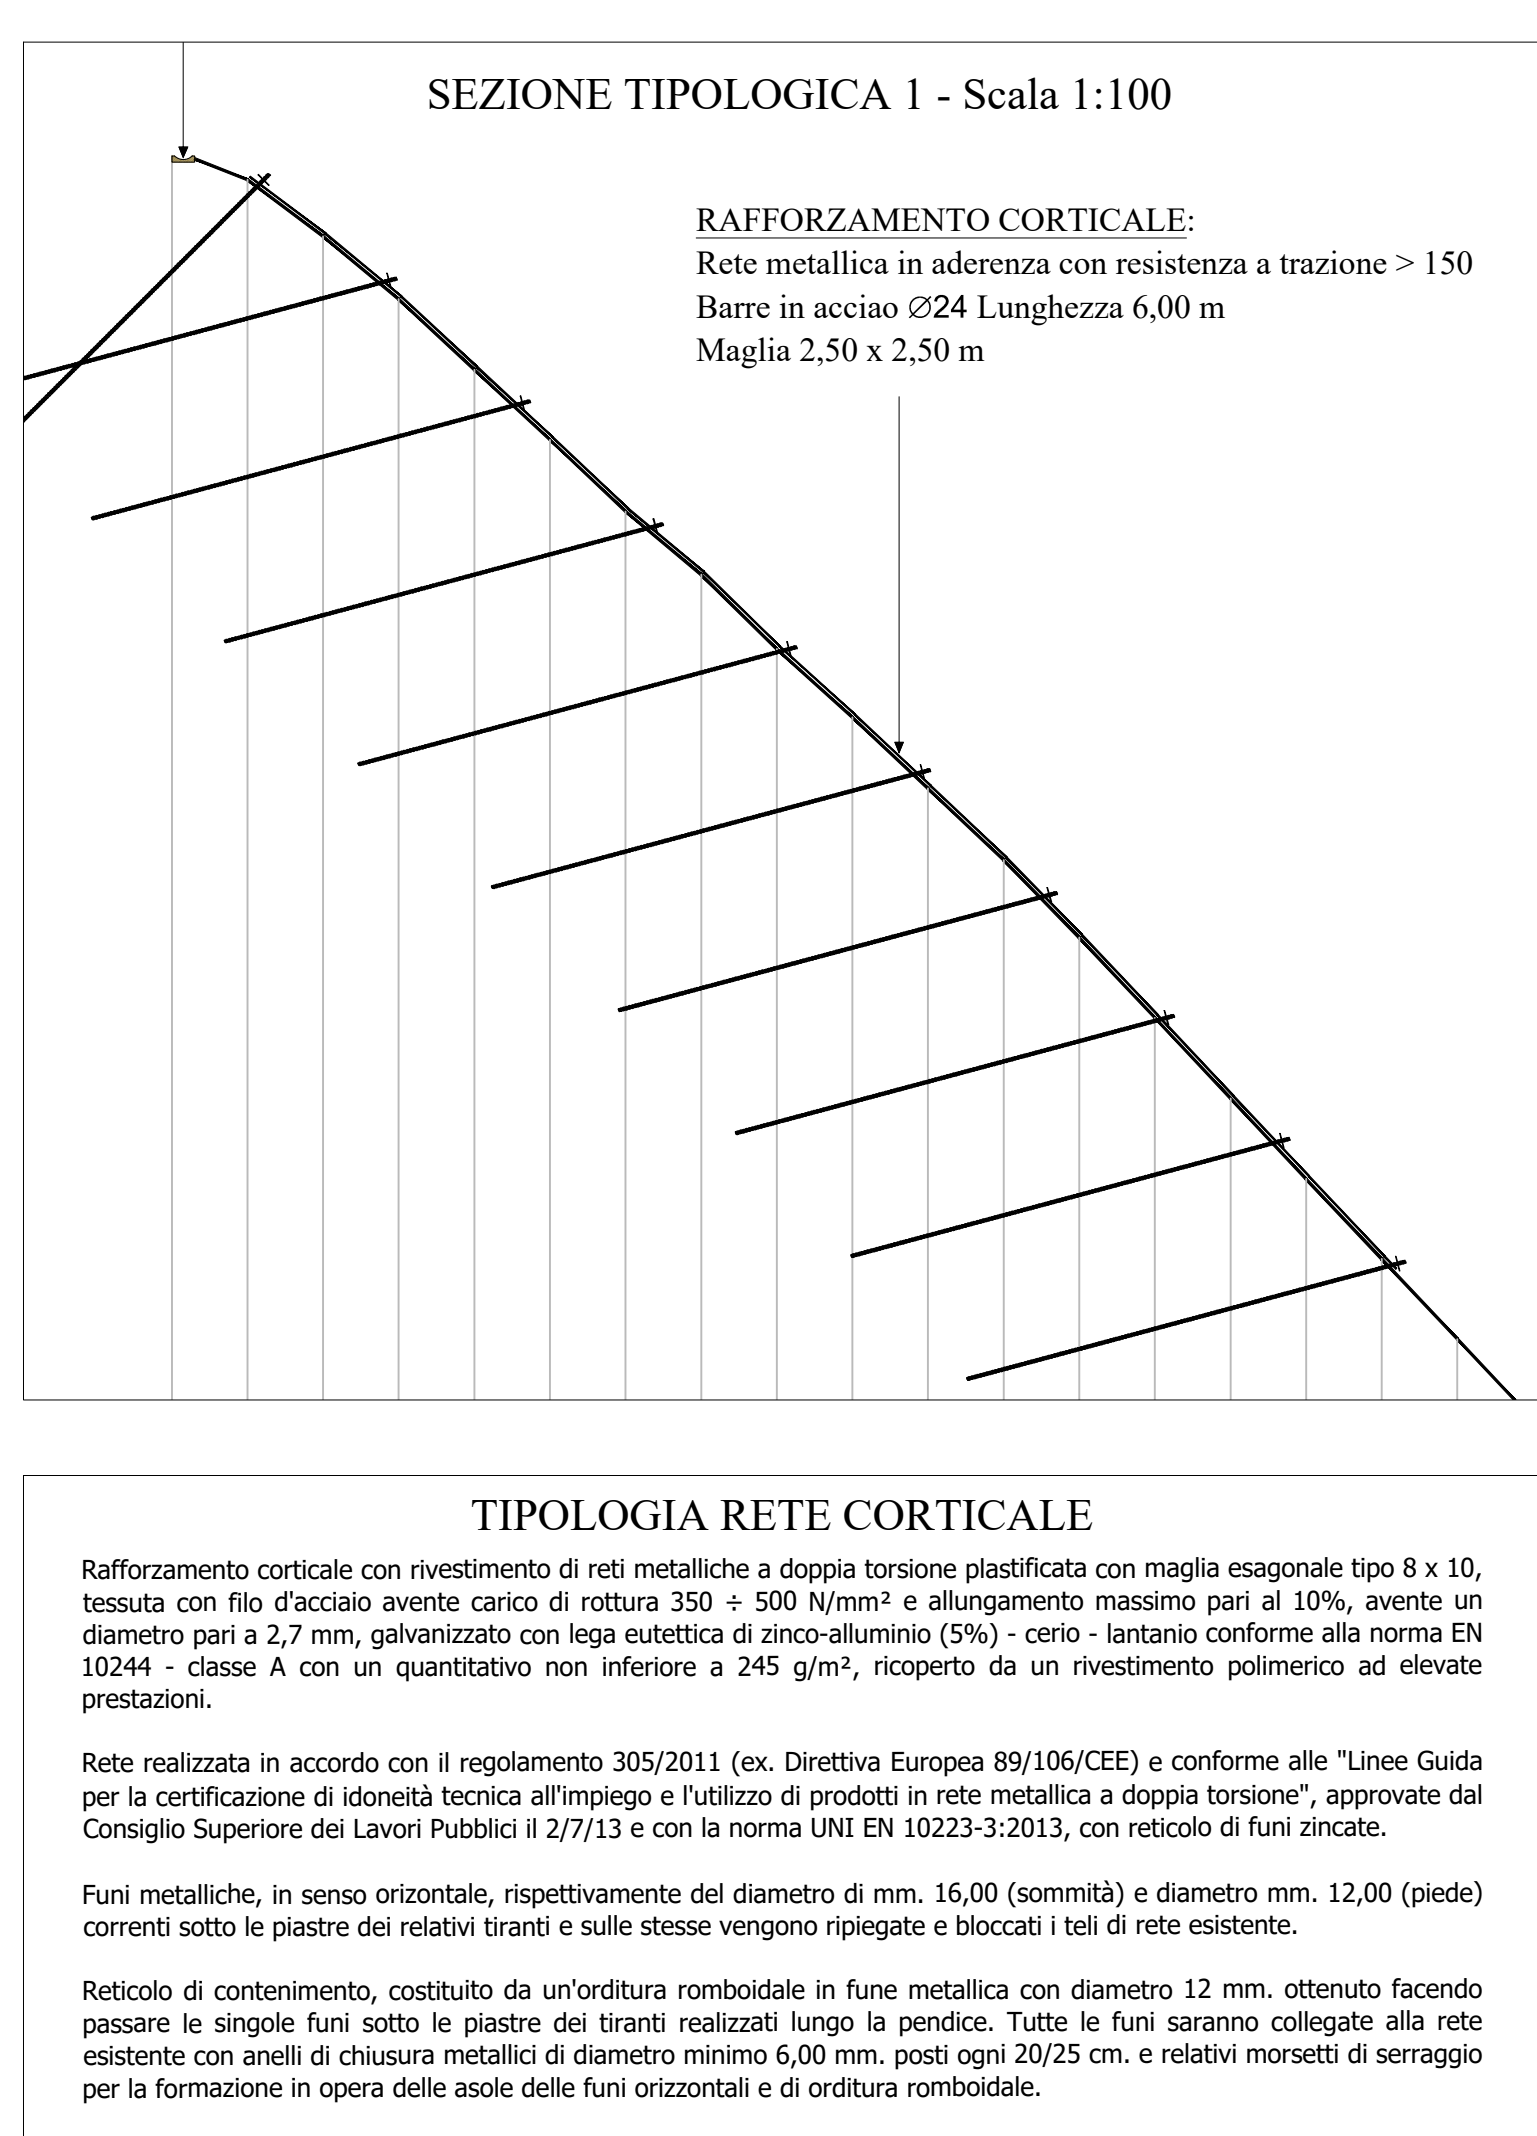 SEZIONE TIPOLOGICA 1 - Scala 1:100
RAFFORZAMENTO CORTICALE:
Rete metallica in aderenza con resistenza a trazione > 150
Barre in acciao ∅24 Lunghezza 6,00 m
Maglia 2,50 x 2,50 m
TIPOLOGIA RETE CORTICALE
Rafforzamento corticale con rivestimento di reti metalliche a doppia torsione plastificata con maglia esagonale tipo 8 x 10,
tessuta con filo d'acciaio avente carico di rottura 350 ÷ 500 N/mm² e allungamento massimo pari al 10%, avente un
diametro pari a 2,7 mm, galvanizzato con lega eutettica di zinco-alluminio (5%) - cerio - lantanio conforme alla norma EN
10244 - classe A con un quantitativo non inferiore a 245 g/m², ricoperto da un rivestimento polimerico ad elevate
prestazioni.
Rete realizzata in accordo con il regolamento 305/2011 (ex. Direttiva Europea 89/106/CEE) e conforme alle "Linee Guida
per la certificazione di idoneità tecnica all'impiego e l'utilizzo di prodotti in rete metallica a doppia torsione", approvate dal
Consiglio Superiore dei Lavori Pubblici il 2/7/13 e con la norma UNI EN 10223-3:2013, con reticolo di funi zincate.
Funi metalliche, in senso orizontale, rispettivamente del diametro di mm. 16,00 (sommità) e diametro mm. 12,00 (piede)
correnti sotto le piastre dei relativi tiranti e sulle stesse vengono ripiegate e bloccati i teli di rete esistente.
Reticolo di contenimento, costituito da un'orditura romboidale in fune metallica con diametro 12 mm. ottenuto facendo
passare le singole funi sotto le piastre dei tiranti realizzati lungo la pendice. Tutte le funi saranno collegate alla rete
esistente con anelli di chiusura metallici di diametro minimo 6,00 mm. posti ogni 20/25 cm. e relativi morsetti di serraggio
per la formazione in opera delle asole delle funi orizzontali e di orditura romboidale.